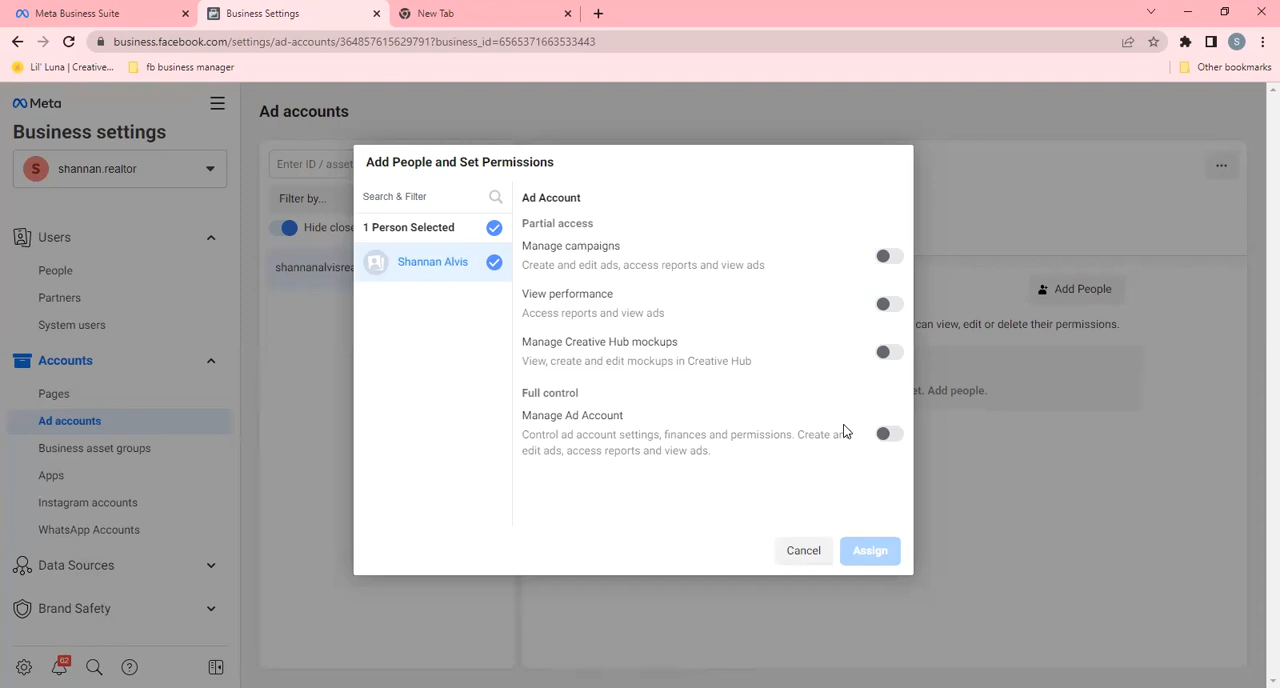 Meta Business Suite
Business Settings
New Tab
business.facebook.com/settings/ad-accounts/364857615629791?business_id=6565371663533443
S
Lil' Luna | Creative...
fb business manager
Other bookmarks
Meta
Business settings
S
shannan.realtor
Users
People
Partners
System users
Accounts
Pages
Ad accounts
Business asset groups
Apps
Instagram accounts
WhatsApp Accounts
Data Sources
Brand Safety
62
Ad accounts
Enter ID / asset
Filter by...
Hide close
shannanalvisrea
Add People and Set Permissions
Search & Filter
1 Person Selected
Shannan Alvis
Ad Account
Partial access
Manage campaigns
Create and edit ads, access reports and view ads
View performance
Access reports and view ads
Manage Creative Hub mockups
View, create and edit mockups in Creative Hub
Full control
Manage Ad Account
Control ad account settings, finances and permissions. Create and
edit ads, access reports and view ads.
Cancel
Assign
Add People
can view, edit or delete their permissions.
et. Add people.